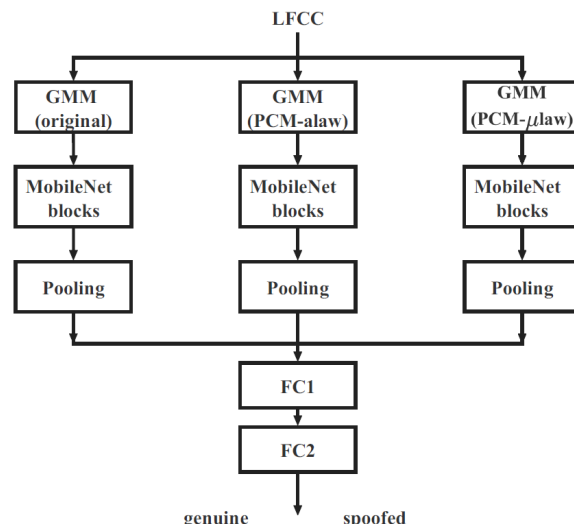 LFCC
GMM
(original)
GMM
(PCM-alaw)
GMM
(PCM-μlaw)
MobileNet
blocks
MobileNet
blocks
MobileNet
blocks
Pooling
Pooling
Pooling
FC1
FC2
genuine spoofed